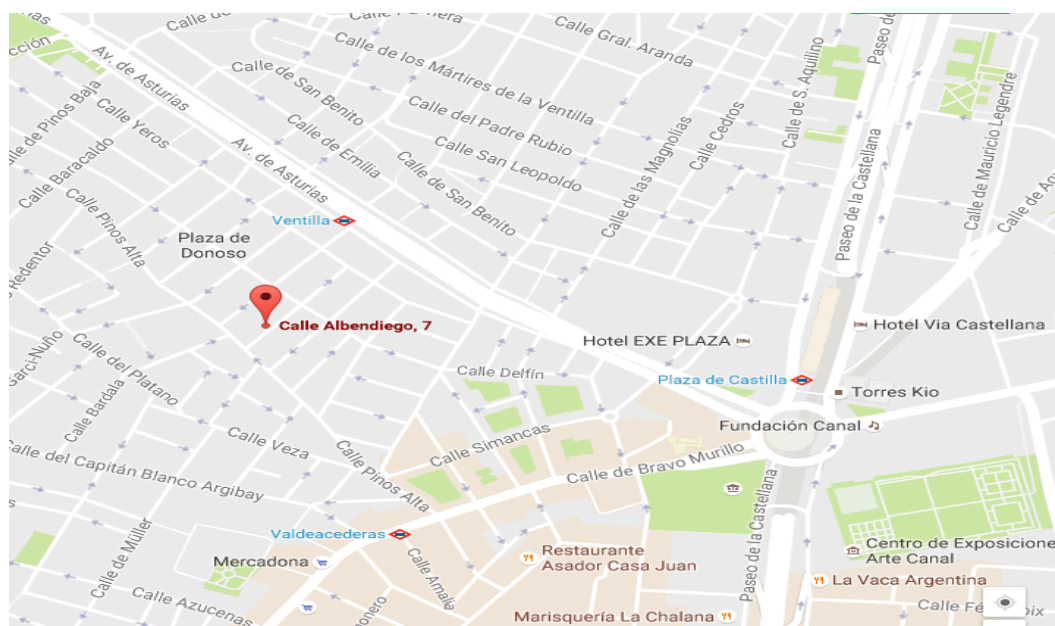 Paseo de
Calle Gral. Aranda
Calle de los Mártires de la Ventilla
Av. de Asturias
Calle de San Benito
Calle del Padre Rubio
Calle Cedros
Calle de S. Aquilino
Calle de Mauricio Legendre
Calle Yeros
Calle de Emilia
Calle San Leopoldo
Calle de las Magnolias
Paseo de la Castellana
Calle Baracaldo
Av. de Asturias
Calle de San Benito
Calle Pinos Alta
Ventilla
Plaza de
Donoso
Redentor
Calle Albendiego, 7
Hotel Via Castellana
Hotel EXE PLAZA
Garci-Nuño
Calle del Platano
Calle Delfín
Plaza de Castilla
Torres Kio
Calle Bardala
Fundación Canal
Calle Veza
Calle Simancas
Calle de Bravo Murillo
Calle del Capitán Blanco Argibay
Calle Pinos Alta
Paseo de la Castellana
Valdeacederas
Calle de Müller
Mercadona
Calle Amalia
Restaurante
Asador Casa Juan
Centro de Exposicione
Arte Canal
La Vaca Argentina
Calle Azucenas
Marisquería La Chalana